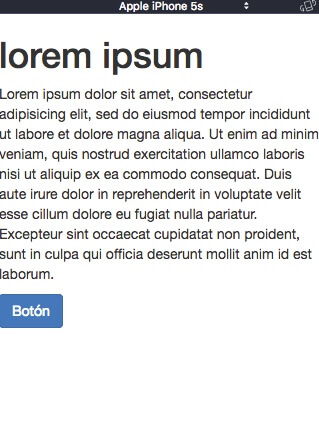 Apple iPhone 5s
lorem ipsum
Lorem ipsum dolor sit amet, consectetur
adipisicing elit, sed do eiusmod tempor incididunt
ut labore et dolore magna aliqua. Ut enim ad minim
veniam, quis nostrud exercitation ullamco laboris
nisi ut aliquip ex ea commodo consequat. Duis
aute irure dolor in reprehenderit in voluptate velit
esse cillum dolore eu fugiat nulla pariatur.
Excepteur sint occaecat cupidatat non proident,
sunt in culpa qui officia deserunt mollit anim id est
laborum.
Botón